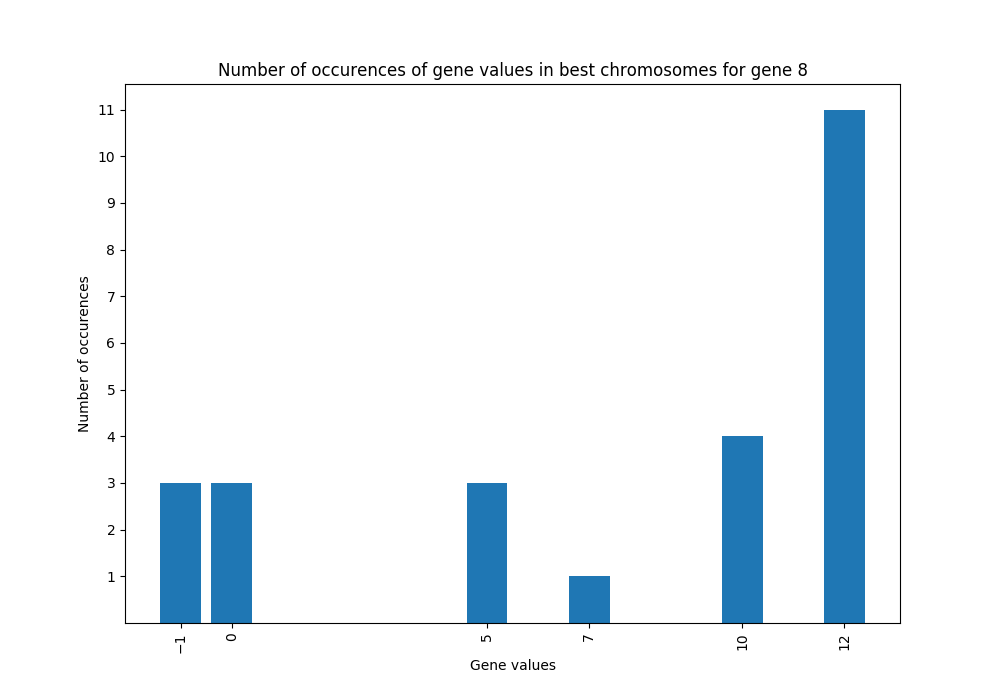 Number of occurences of gene values in best chromosomes for gene 8
11
10
9
8
7
6
5
4
3
2
1
Number of occurences
−1 0 5 7 10 12
Gene values